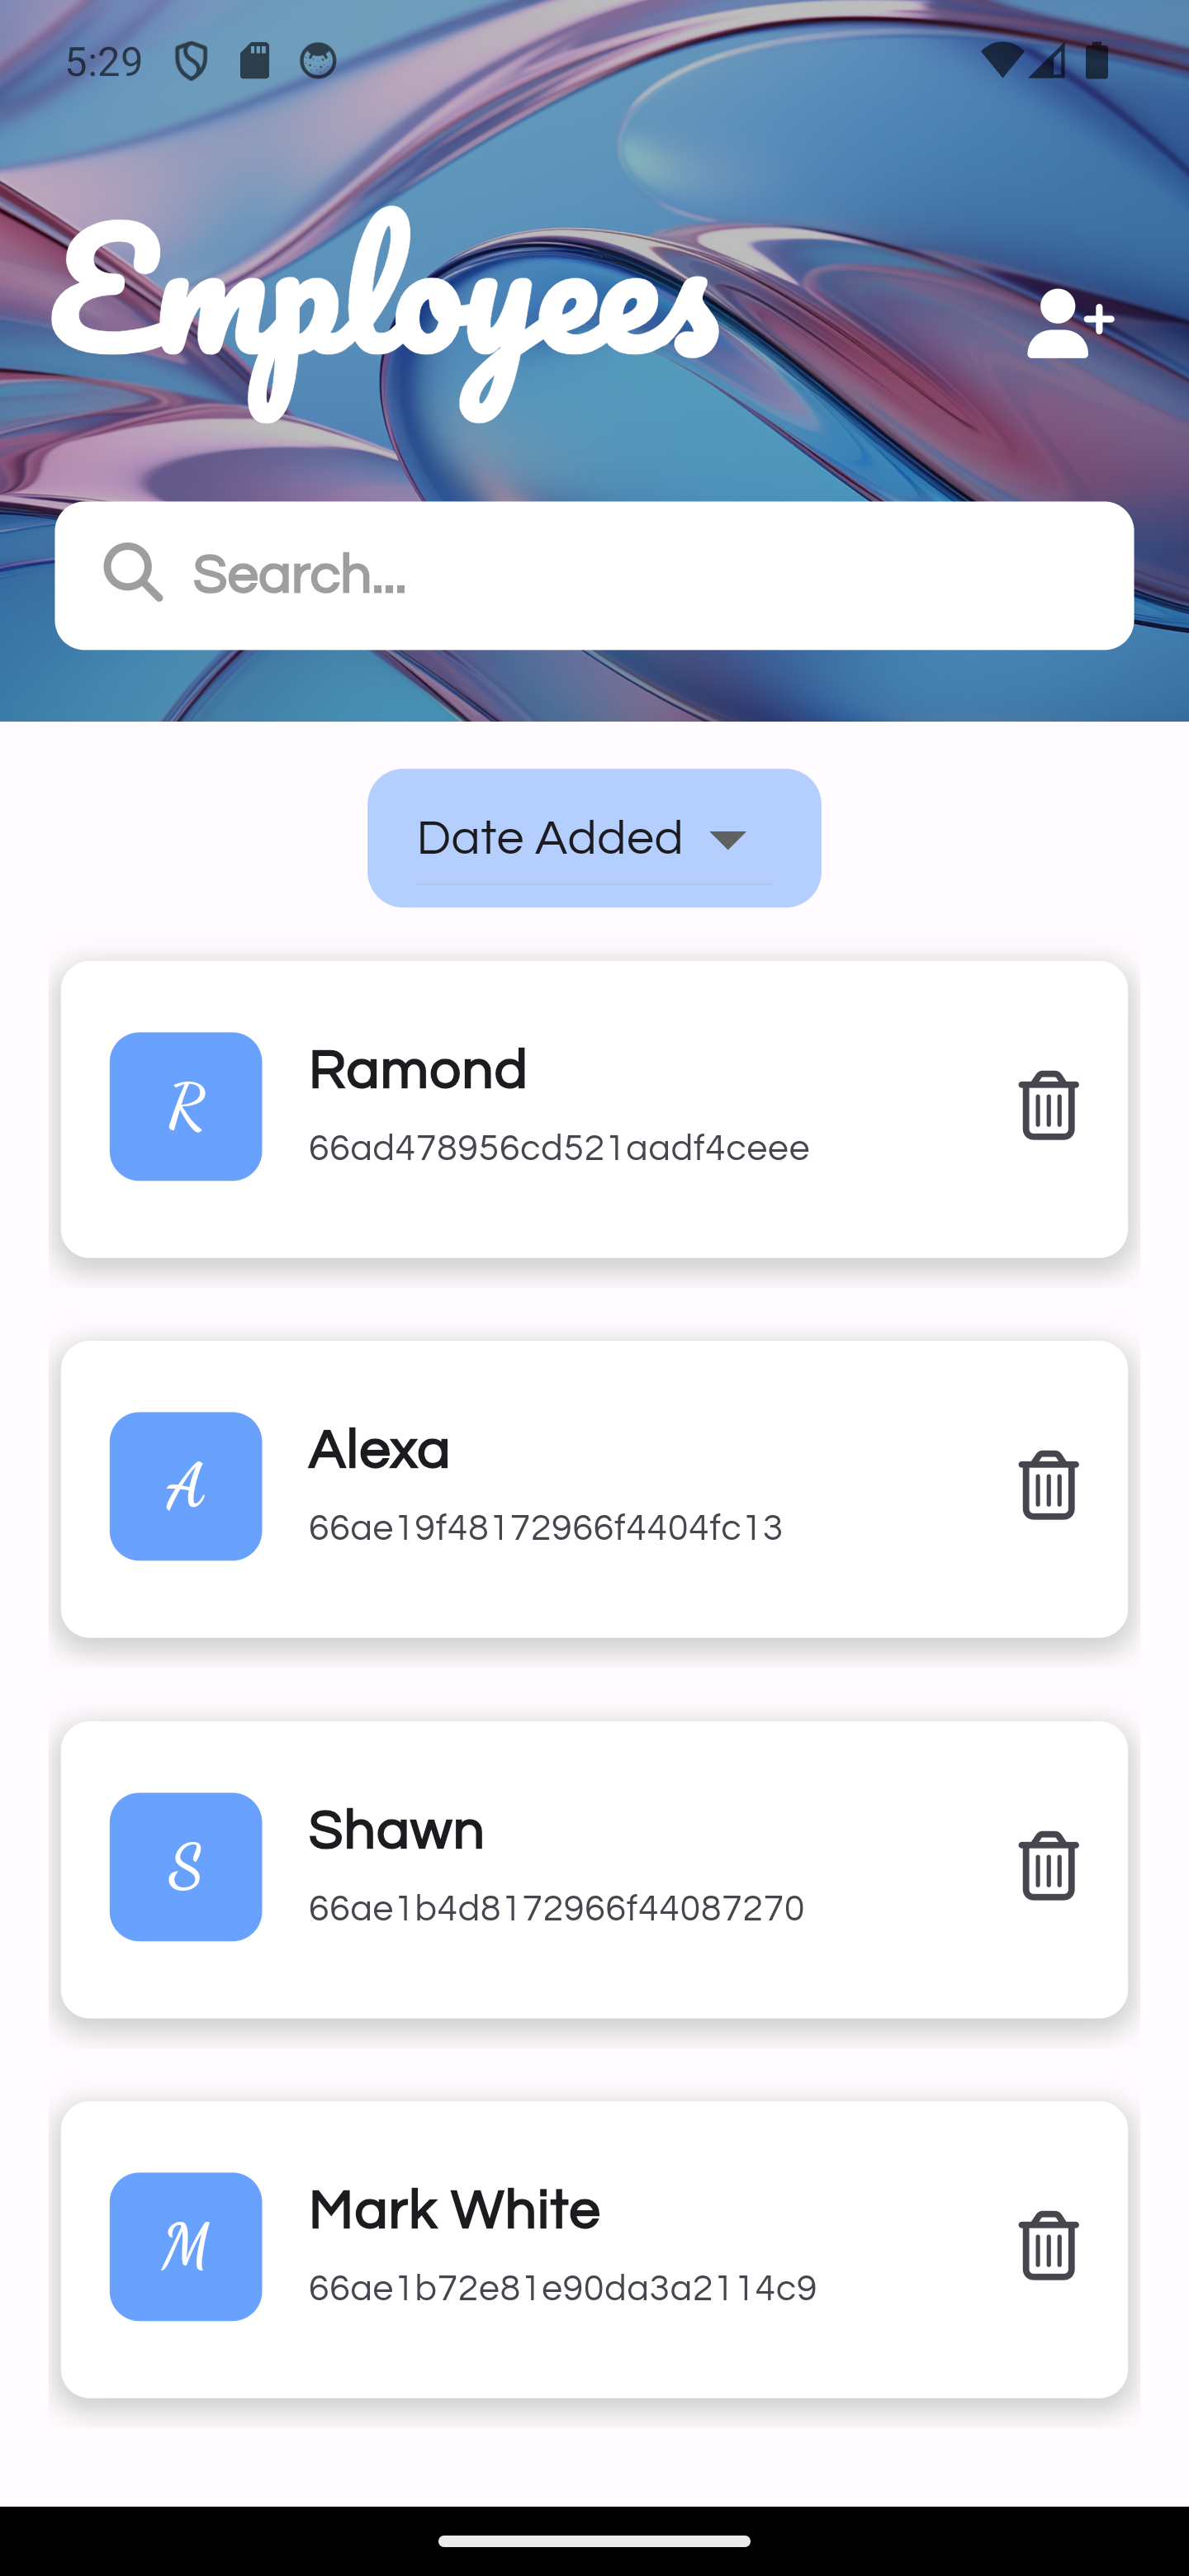 5:29
Employees
Search...
Date Added
R
Ramond
66ad478956cd521aadf4ceee
A
Alexa
66ae19f48172966f4404fc13
S
Shawn
66ae1b4d8172966f44087270
M
Mark White
66ae1b72e81e90da3a2114c9